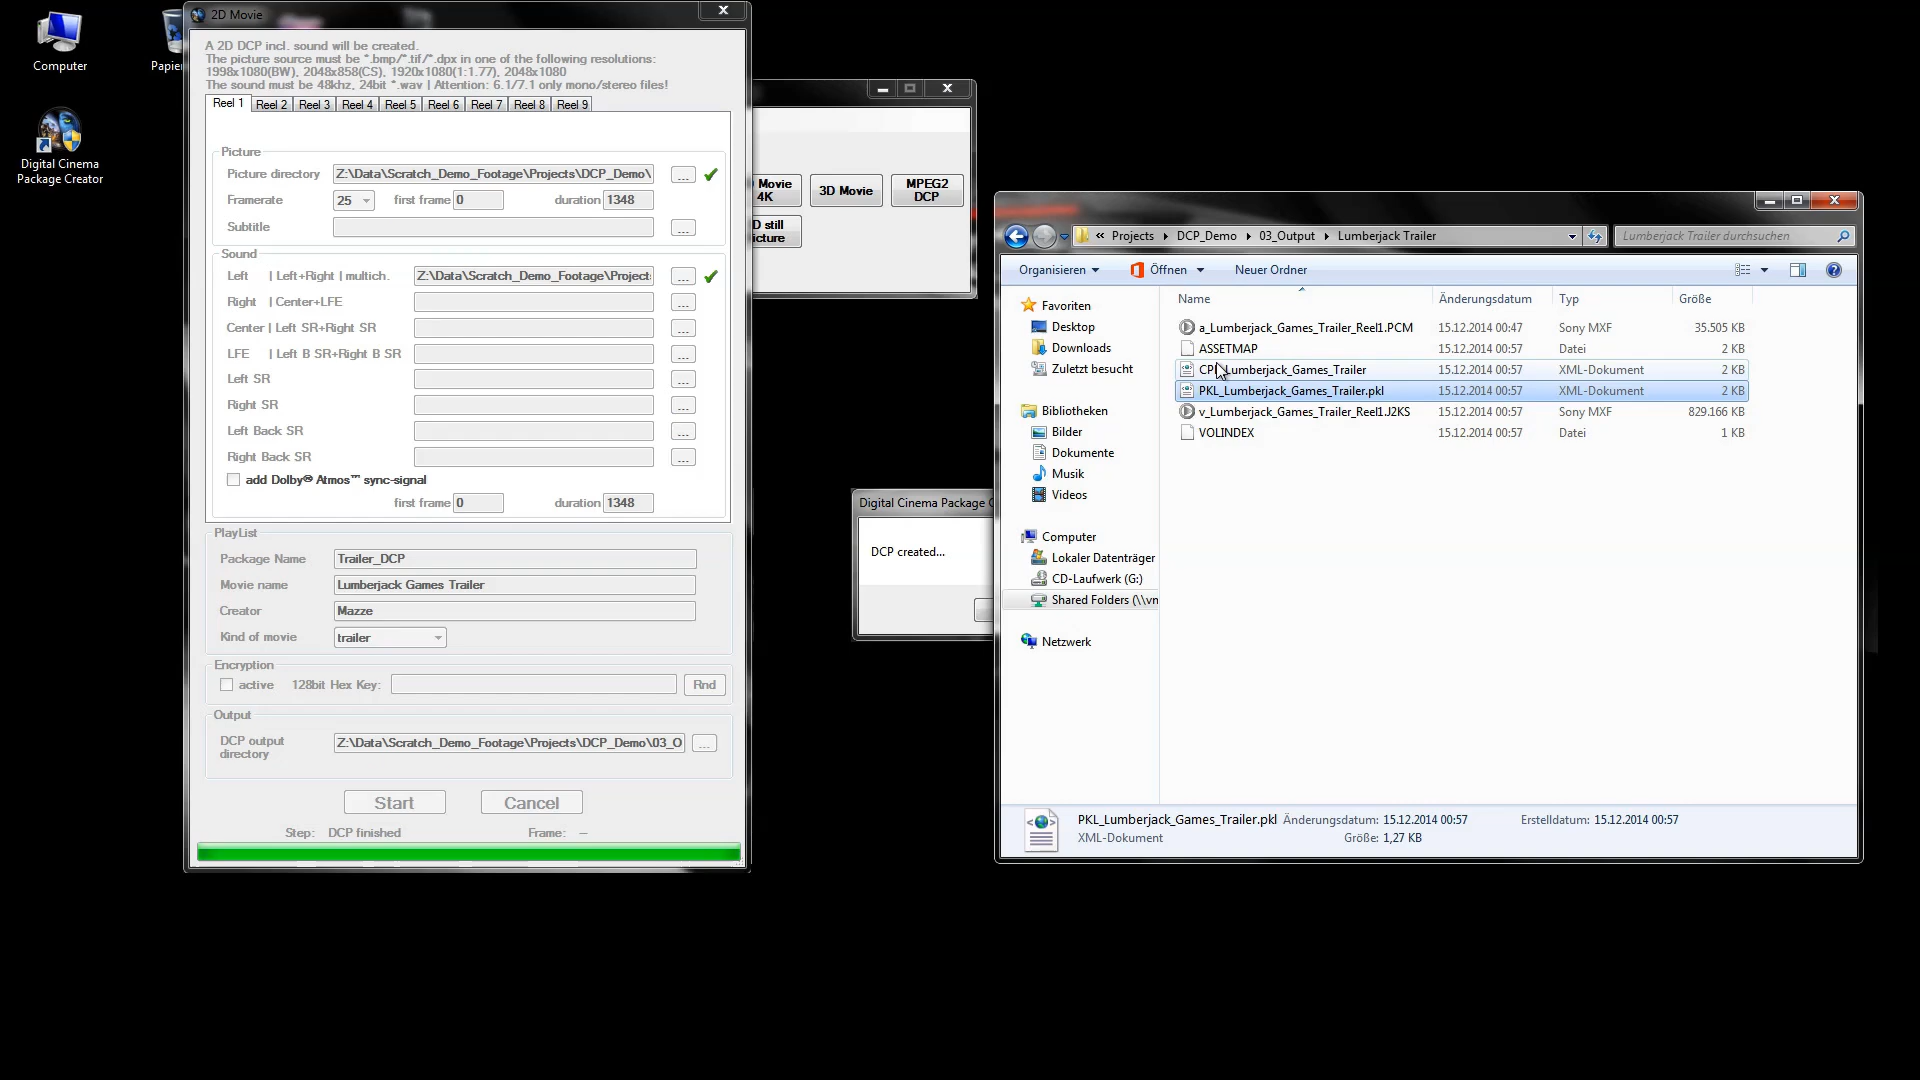 Computer
Papier
Digital Cinema
Package Creator
2D Movie
A 2D DCP incl. sound will be created.
The picture source must be *.bmp/*.tif/*.dpx in one of the following resolutions:
1998x1080(BW), 2048x858(CS), 1920x1080(1:1.77), 2048x1080
The sound must be 48khz, 24bit *.wav | Attention: 6.1/7.1 only mono/stereo files!
Reel 1 Reel 2 Reel 3 Reel 4 Reel 5 Reel 6 Reel 7 Reel 8 Reel 9
Picture
Picture directory Z:\Data\Scratch_Demo_Footage\Projects\DCP_Demo\ ...
Framerate 25 first frame 0 duration 1348
Subtitle ...
Sound
Left | Left+Right | multich. Z:\Data\Scratch_Demo_Footage\Project: ...
Right | Center+LFE ...
Center | Left SR+Right SR ...
LFE | Left B SR+Right B SR ...
Left SR ...
Right SR ...
Left Back SR ...
Right Back SR ...
add Dolby® Atmos™ sync-signal
first frame 0 duration 1348
PlayList
Package Name Trailer_DCP
Movie name Lumberjack Games Trailer
Creator Mazze
Kind of movie trailer
Encryption
active 128bit Hex Key: Rnd
Output
DCP output
directory
Z:\Data\Scratch_Demo_Footage\Projects\DCP_Demo\03_O ...
Start Cancel
Step: DCP finished Frame: --
Movie
4K
3D Movie
MPEG2
DCP
D still
icture
Digital Cinema Package C
DCP created...
« Projects DCP_Demo 03_Output Lumberjack Trailer
Lumberjack Trailer durchsuchen
Organisieren Öffnen Neuer Ordner
Favoriten
Desktop
Downloads
Zuletzt besucht
Bibliotheken
Bilder
Dokumente
Musik
Videos
Computer
Lokaler Datenträger
CD-Laufwerk (G:)
Shared Folders (\\vn
Netzwerk
Name Änderungsdatum Typ Größe
a_Lumberjack_Games_Trailer_Reel1.PCM 15.12.2014 00:47 Sony MXF 35.505 KB
ASSETMAP 15.12.2014 00:57 Datei 2 KB
CPL_Lumberjack_Games_Trailer 15.12.2014 00:57 XML-Dokument 2 KB
PKL_Lumberjack_Games_Trailer.pkl 15.12.2014 00:57 XML-Dokument 2 KB
v_Lumberjack_Games_Trailer_Reel1.J2KS 15.12.2014 00:57 Sony MXF 829.166 KB
VOLINDEX 15.12.2014 00:57 Datei 1 KB
PKL_Lumberjack_Games_Trailer.pkl Änderungsdatum: 15.12.2014 00:57 Erstelldatum: 15.12.2014 00:57
XML-Dokument Größe: 1,27 KB